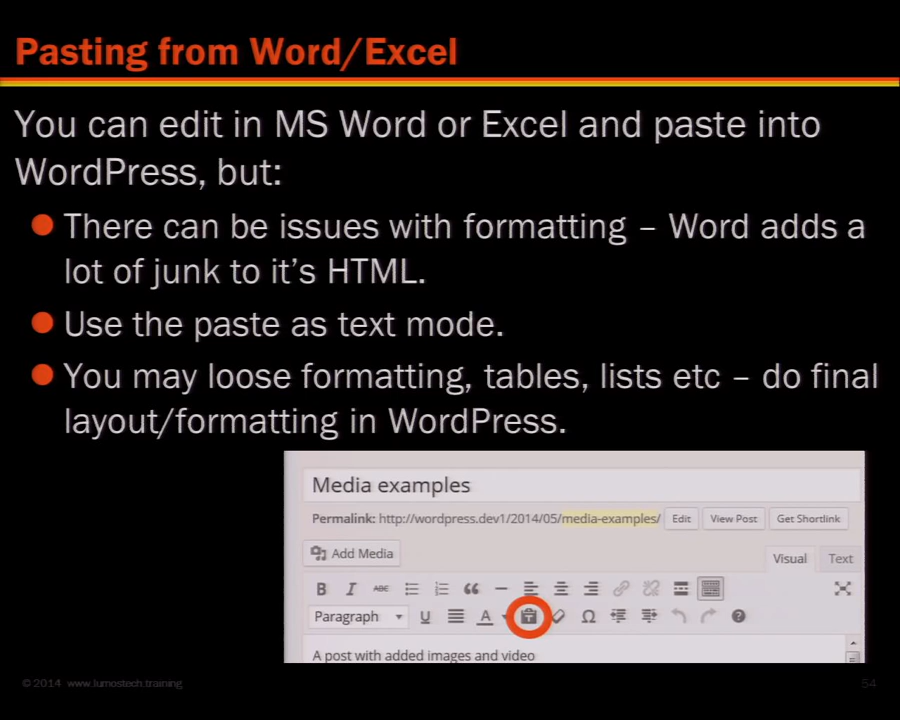 Pasting from Word/Excel
You can edit in MS Word or Excel and paste into
WordPress, but:
There can be issues with formatting – Word adds a
lot of junk to it’s HTML.
Use the paste as text mode.
You may loose formatting, tables, lists etc – do final
layout/formatting in WordPress.
Media examples
Permalink: http://wordpress.dev1/2014/05/media-examples/ Edit View Post Get Shortlink
Add Media Visual Text
B I ABC
Paragraph U A Ω ?
A post with added images and video
© 2014 www.lumostech.training 54